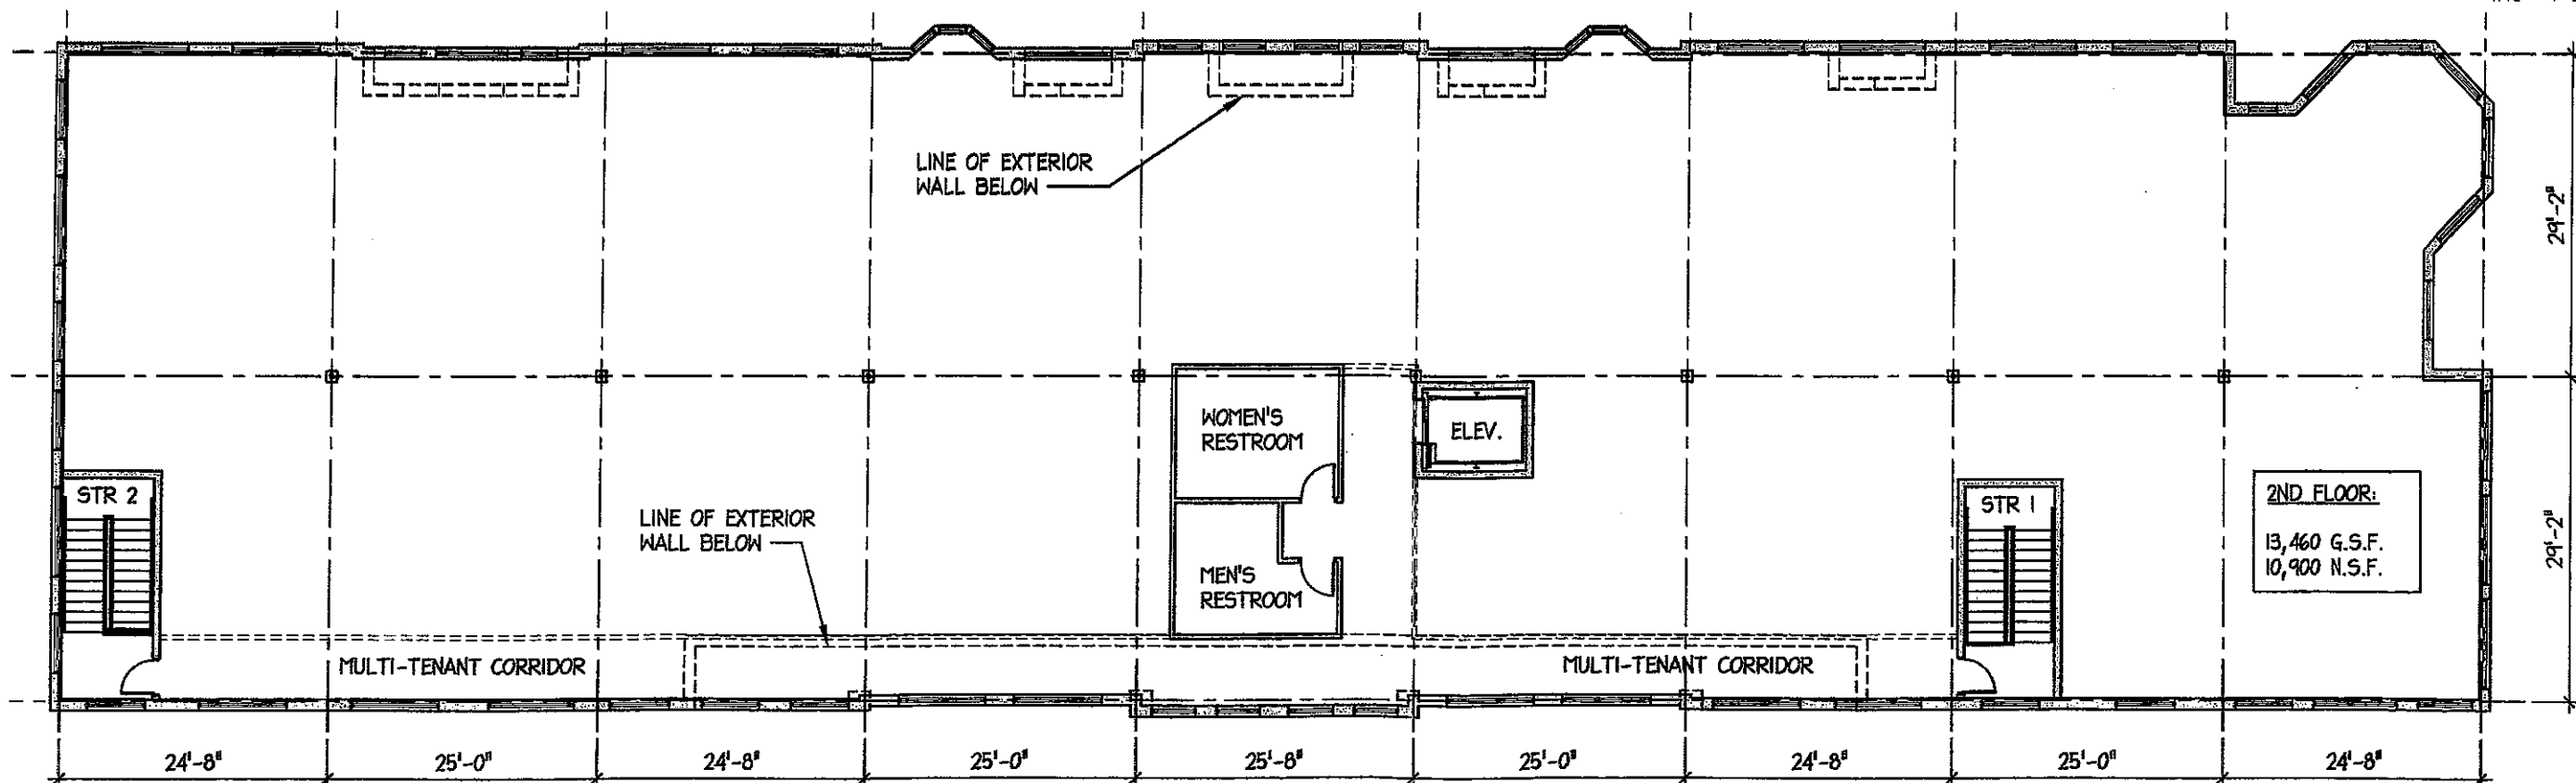 LINE OF EXTERIOR
WALL BELOW
29'-2"
WOMEN'S
RESTROOM
ELEV.
STR 2
STR 1
2ND FLOOR:
13,460 G.S.F.
10,900 N.S.F.
LINE OF EXTERIOR
WALL BELOW
29'-2"
MEN'S
RESTROOM
MULTI-TENANT CORRIDOR
MULTI-TENANT CORRIDOR
24'-8"
25'-0"
24'-8"
25'-0"
25'-8"
25'-0"
24'-8"
25'-0"
24'-8"